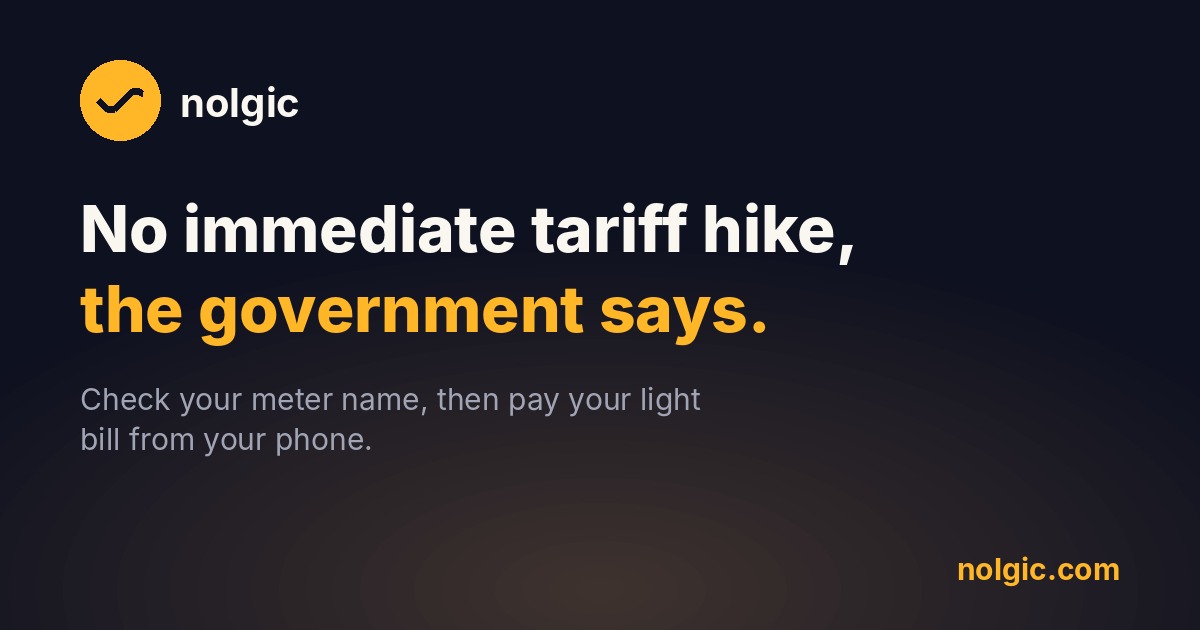 nolgic
No immediate tariff hike,
the government says.
Check your meter name, then pay your light
bill from your phone.
nolgic.com